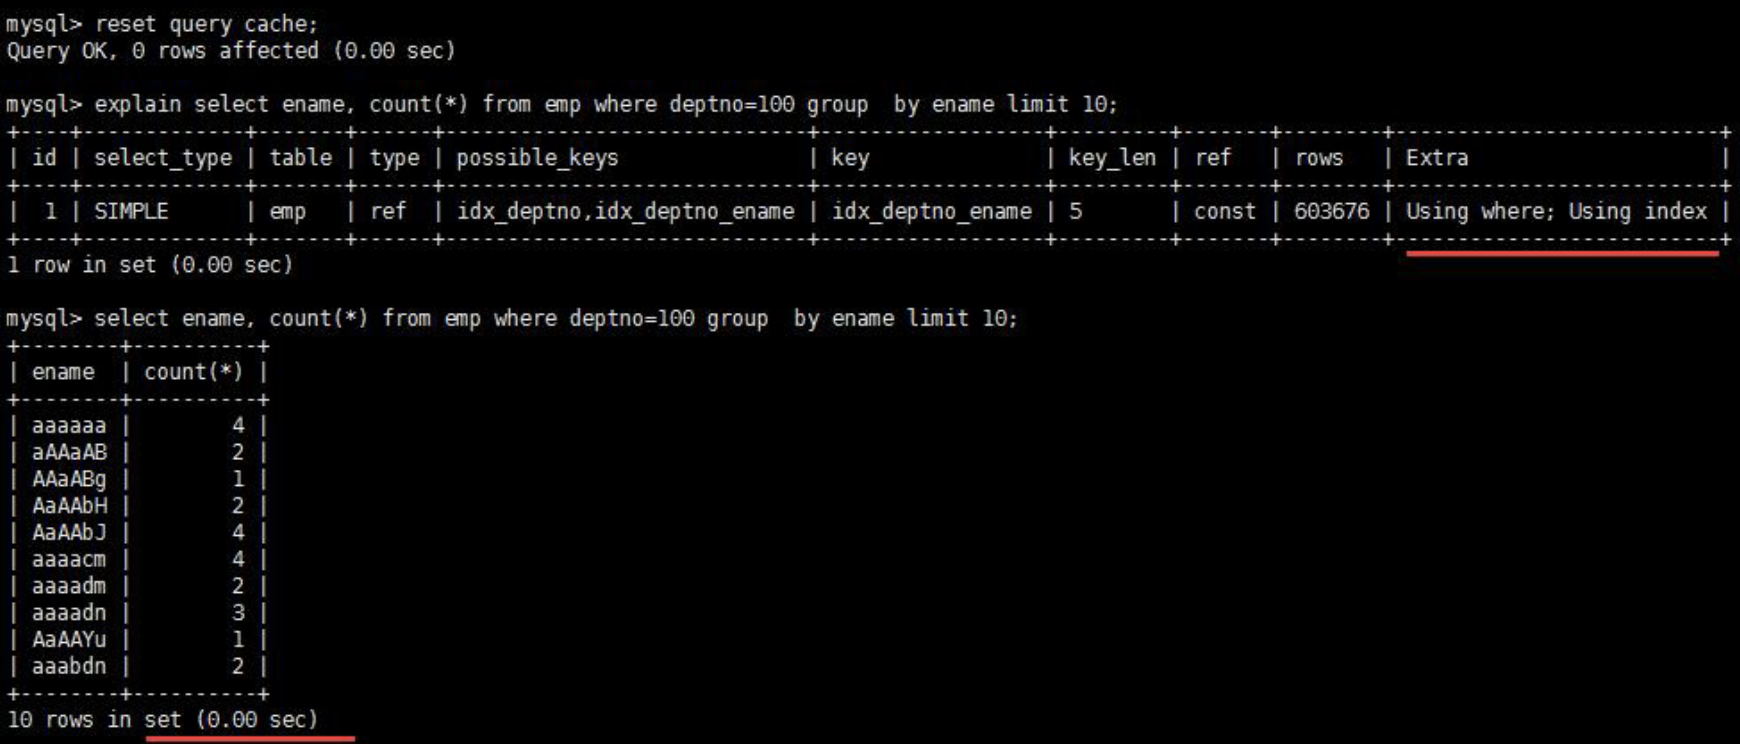 mysql> reset query cache;
Query OK, 0 rows affected (0.00 sec)

mysql> explain select ename, count(*) from emp where deptno=100 group  by ename limit 10;
+----+-------------+-------+------+-----------------------------+------------------+---------+-------+--------+--------------------------+
| id | select_type | table | type | possible_keys               | key              | key_len | ref   | rows   | Extra                    |
+----+-------------+-------+------+-----------------------------+------------------+---------+-------+--------+--------------------------+
|  1 | SIMPLE      | emp   | ref  | idx_deptno,idx_deptno_ename | idx_deptno_ename | 5       | const | 603676 | Using where; Using index |
+----+-------------+-------+------+-----------------------------+------------------+---------+-------+--------+--------------------------+
1 row in set (0.00 sec)

mysql> select ename, count(*) from emp where deptno=100 group  by ename limit 10;
+--------+----------+
| ename  | count(*) |
+--------+----------+
| aaaaaa |        4 |
| aAAaAB |        2 |
| AAaABg |        1 |
| AaAAbH |        2 |
| AaAAbJ |        4 |
| aaaacm |        4 |
| aaaadm |        2 |
| aaaadn |        3 |
| AaAAYu |        1 |
| aaabdn |        2 |
+--------+----------+
10 rows in set (0.00 sec)